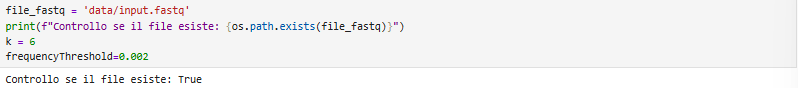 file_fastq = 'data/input.fastq'
print(f"Controllo se il file esiste: {os.path.exists(file_fastq)}")
k = 6
frequencyThreshold=0.002
Controllo se il file esiste: True